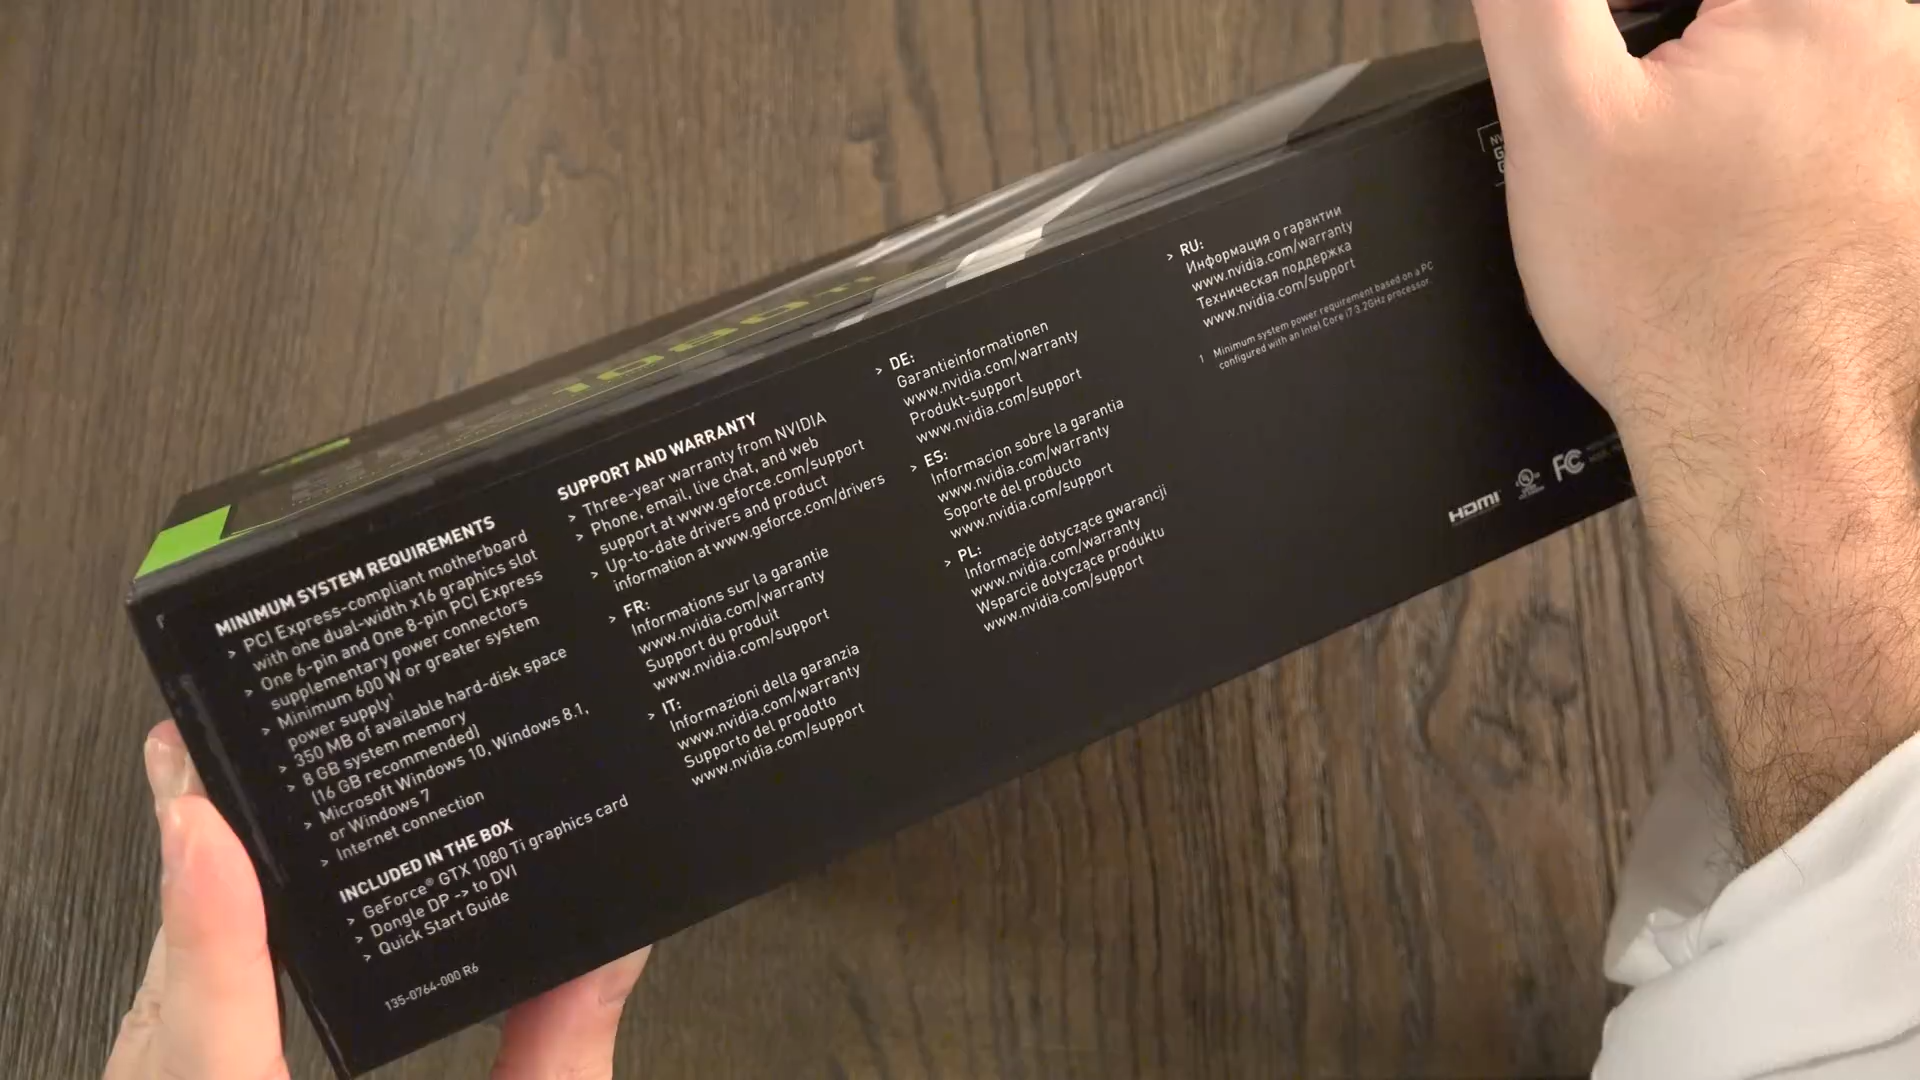 1080 Ti
MINIMUM SYSTEM REQUIREMENTS
> PCI Express-compliant motherboard
with one dual-width x16 graphics slot
> One 6-pin and One 8-pin PCI Express
supplementary power connectors
> Minimum 600 W or greater system
power supply¹
> 350 MB of available hard-disk space
> 8 GB system memory
(16 GB recommended)
> Microsoft Windows 10, Windows 8.1,
or Windows 7
> Internet connection
INCLUDED IN THE BOX
> GeForce® GTX 1080 Ti graphics card
> Dongle DP -> to DVI
> Quick Start Guide
135-0764-000 R6
SUPPORT AND WARRANTY
> Three-year warranty from NVIDIA
> Phone, email, live chat, and web
support at www.geforce.com/support
> Up-to-date drivers and product
information at www.geforce.com/drivers
> FR:
Informations sur la garantie
www.nvidia.com/warranty
Support du produit
www.nvidia.com/support
> IT:
Informazioni della garanzia
www.nvidia.com/warranty
Supporto del prodotto
www.nvidia.com/support
> DE:
Garantieinformationen
www.nvidia.com/warranty
Produkt-support
www.nvidia.com/support
> ES:
Informacion sobre la garantia
www.nvidia.com/warranty
Soporte del producto
www.nvidia.com/support
> PL:
Informacje dotyczące gwarancji
www.nvidia.com/warranty
Wsparcie dotyczące produktu
www.nvidia.com/support
> RU:
Информация о гарантии
www.nvidia.com/warranty
Техническая поддержка
www.nvidia.com/support
1 Minimum system power requirement based on a PC
configured with an Intel Core i7 3.2GHz processor.
HDMI
UL
FC